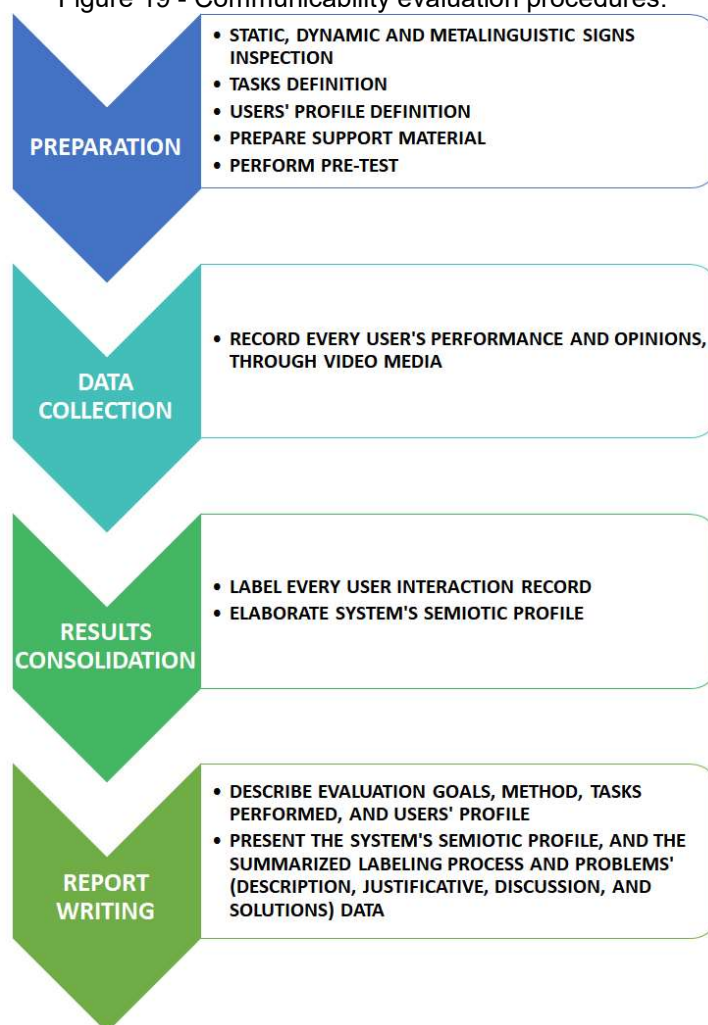 Figure 19 - Communicability evaluation procedures.
PREPARATION
• STATIC, DYNAMIC AND METALINGUISTIC SIGNS
INSPECTION
• TASKS DEFINITION
• USERS' PROFILE DEFINITION
• PREPARE SUPPORT MATERIAL
• PERFORM PRE-TEST
DATA
COLLECTION
• RECORD EVERY USER'S PERFORMANCE AND OPINIONS,
THROUGH VIDEO MEDIA
RESULTS
CONSOLIDATION
• LABEL EVERY USER INTERACTION RECORD
• ELABORATE SYSTEM'S SEMIOTIC PROFILE
REPORT
WRITING
• DESCRIBE EVALUATION GOALS, METHOD, TASKS
PERFORMED, AND USERS' PROFILE
• PRESENT THE SYSTEM'S SEMIOTIC PROFILE, AND THE
SUMMARIZED LABELING PROCESS AND PROBLEMS'
(DESCRIPTION, JUSTIFICATIVE, DISCUSSION, AND
SOLUTIONS) DATA